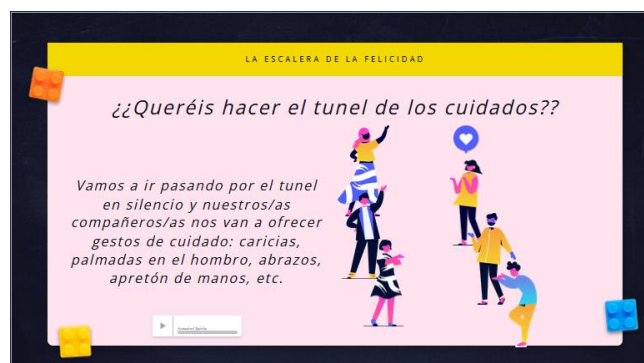 LA ESCALERA DE LA FELICIDAD
¿¿Queréis hacer el tunel de los cuidados??
Vamos a ir pasando por el tunel
en silencio y nuestros/as
compañeros/as nos van a ofrecer
gestos de cuidado: caricias,
palmadas en el hombro, abrazos,
apretón de manos, etc.